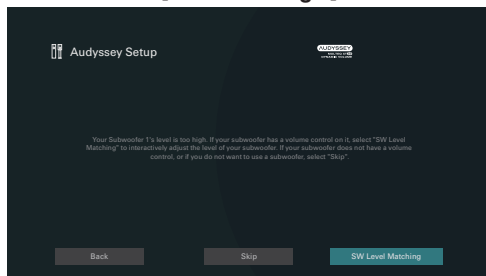 Audyssey Setup
AUDYSSEY
Your Subwoofer 1's level is too high. If your subwoofer has a volume control on it, select "SW Level
Matching" to interactively adjust the level of your subwoofer. If your subwoofer does not have a volume
control, or if you do not want to use a subwoofer, select "Skip".
Back
Skip
SW Level Matching